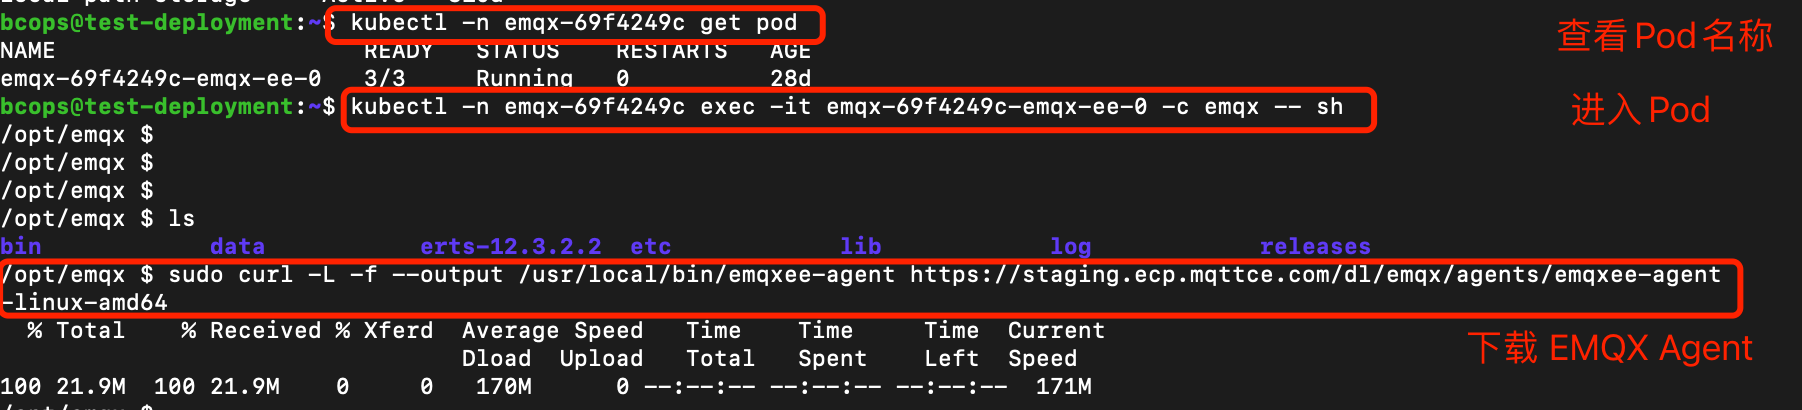 bcops@test-deployment:~$ kubectl -n emqx-69f4249c get pod
查看Pod名称
NAME READY STATUS RESTARTS AGE
emqx-69f4249c-emqx-ee-0 3/3 Running 0 28d
bcops@test-deployment:~$ kubectl -n emqx-69f4249c exec -it emqx-69f4249c-emqx-ee-0 -c emqx -- sh
进入Pod
/opt/emqx $
/opt/emqx $
/opt/emqx $
/opt/emqx $ ls
bin data erts-12.3.2.2 etc lib log releases
/opt/emqx $ sudo curl -L -f --output /usr/local/bin/emqxee-agent https://staging.ecp.mqttce.com/dl/emqx/agents/emqxee-agent
-linux-amd64
% Total % Received % Xferd Average Speed Time Time Time Current
Dload Upload Total Spent Left Speed
下载 EMQX Agent
100 21.9M 100 21.9M 0 0 170M 0 --:--:-- --:--:-- --:--:-- 171M